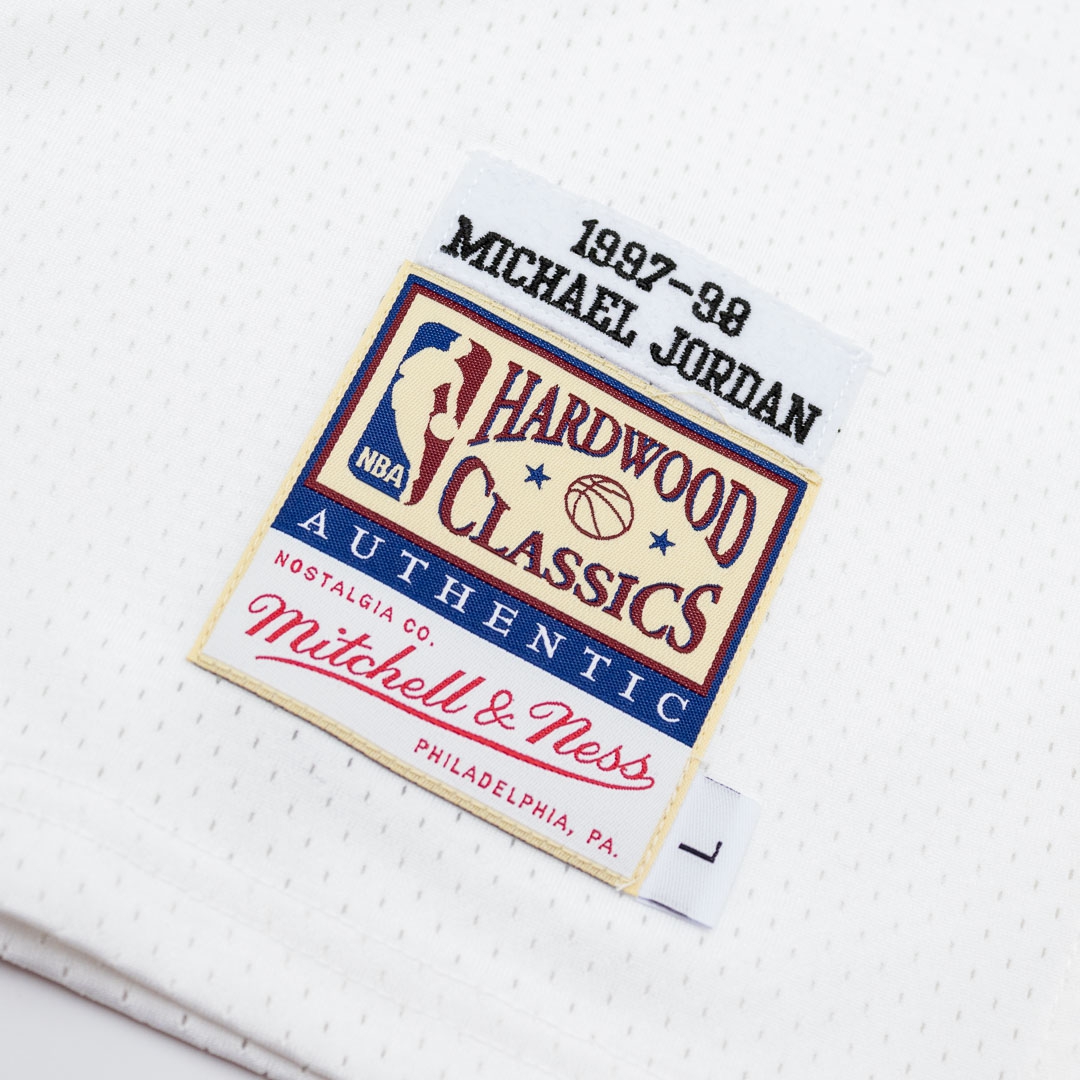 1997-98
MICHAEL JORDAN
HARDWOOD
CLASSICS
NBA
AUTHENTIC
NOSTALGIA CO.
Mitchell & Ness
PHILADELPHIA, PA.
L